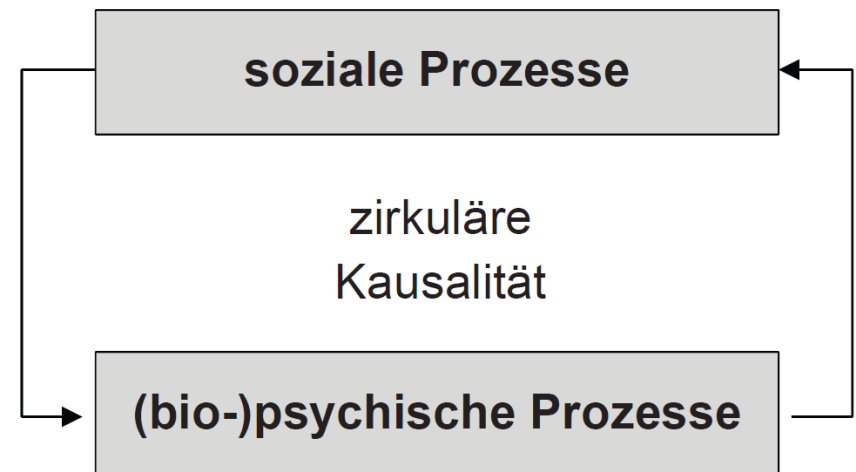 soziale Prozesse
zirkuläre
Kausalität
(bio-)psychische Prozesse